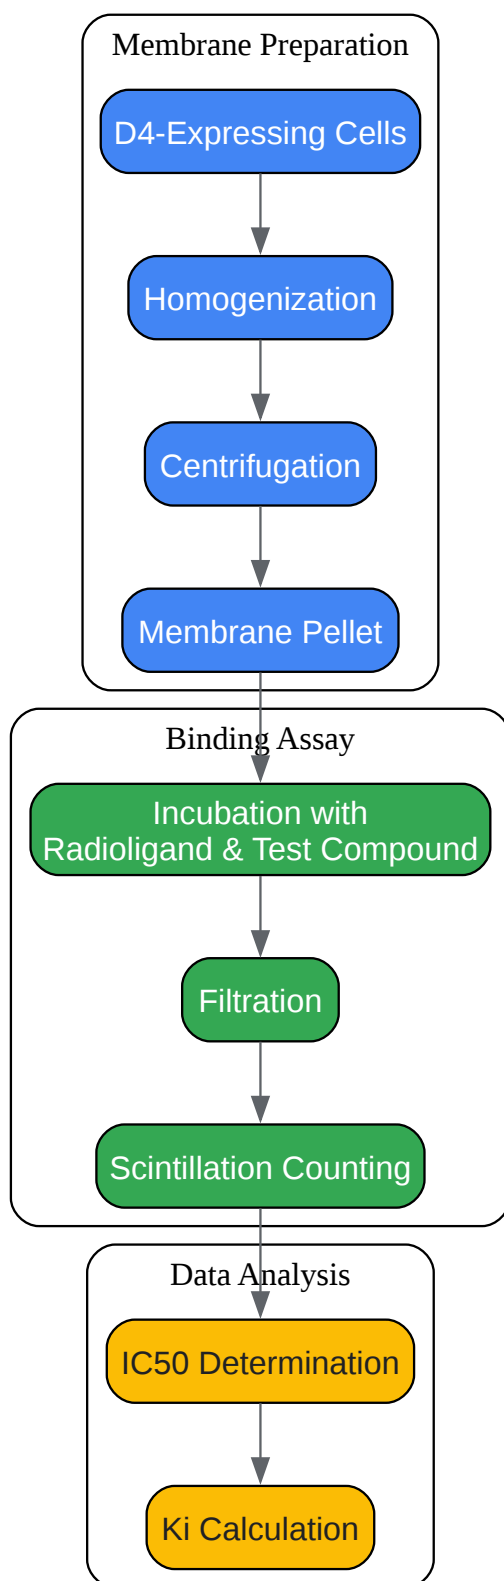 Membrane Preparation
D4-Expressing Cells
Homogenization
Centrifugation
Membrane Pellet
Binding Assay
Incubation with
Radioligand & Test Compound
Filtration
Scintillation Counting
Data Analysis
IC50 Determination
Ki Calculation